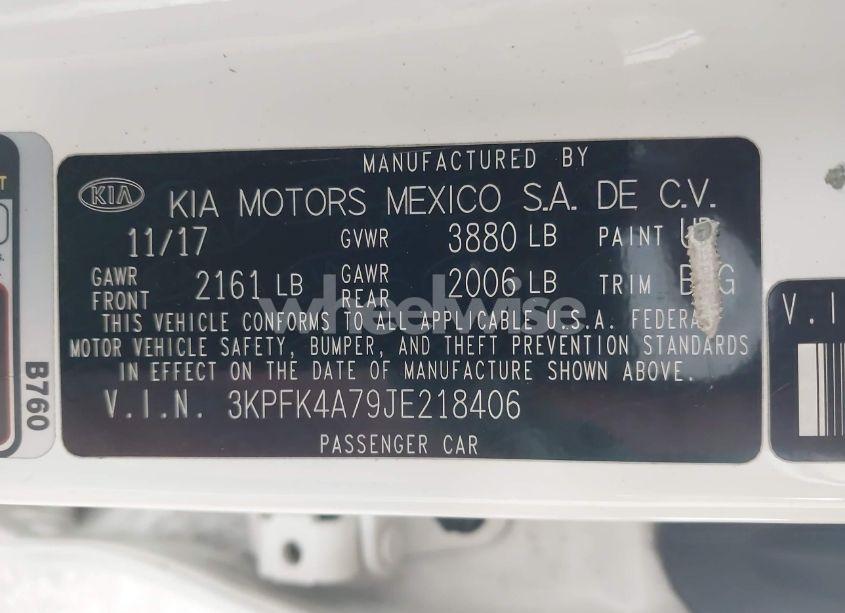 MANUFACTURED BY
KIA KIA MOTORS MEXICO S.A. DE C.V.
11/17 GVWR 3880 LB PAINT
GAWR FRONT 2161 LB GAWR REAR 2006 LB TRIM
wheelwise
THIS VEHICLE CONFORMS TO ALL APPLICABLE U.S.A. FEDERAL
MOTOR VEHICLE SAFETY, BUMPER, AND THEFT PREVENTION STANDARDS
IN EFFECT ON THE DATE OF MANUFACTURE SHOWN ABOVE.
V.I.N. 3KPFK4A79JE218406
PASSENGER CAR
B760
V.I